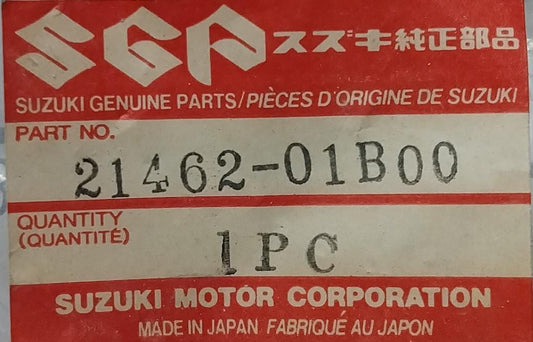 SGP スズキ純正部品
SUZUKI GENUINE PARTS/PIÈCES D'ORIGINE DE SUZUKI
PART NO.
21462-01B00
QUANTITY
(QUANTITÉ)
1PC
SUZUKI MOTOR CORPORATION
MADE IN JAPAN FABRIQUÉ AU JAPON